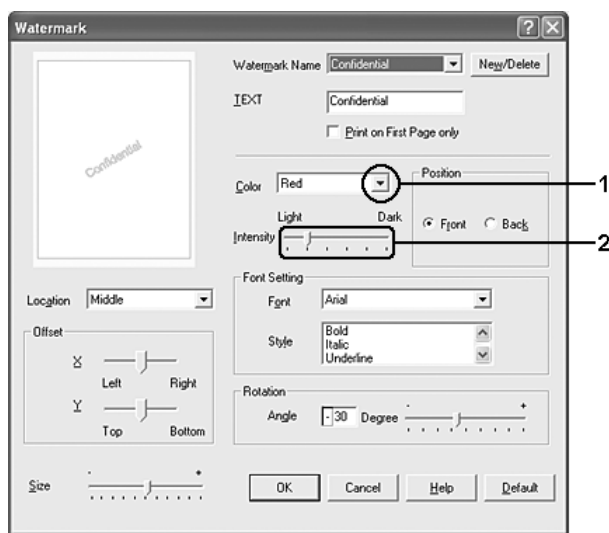 Watermark
Watermark Name Confidential New/Delete
TEXT Confidential
Print on First Page only
Confidential
Color Red
1
Position
Light Dark
Front Back
Intensity
2
Font Setting
Location Middle
Font Arial
Offset
Style Bold
Italic
Underline
X
Left Right
Rotation
Y
- +
Angle -30 Degree
Top Bottom
- +
Size
OK Cancel Help Default